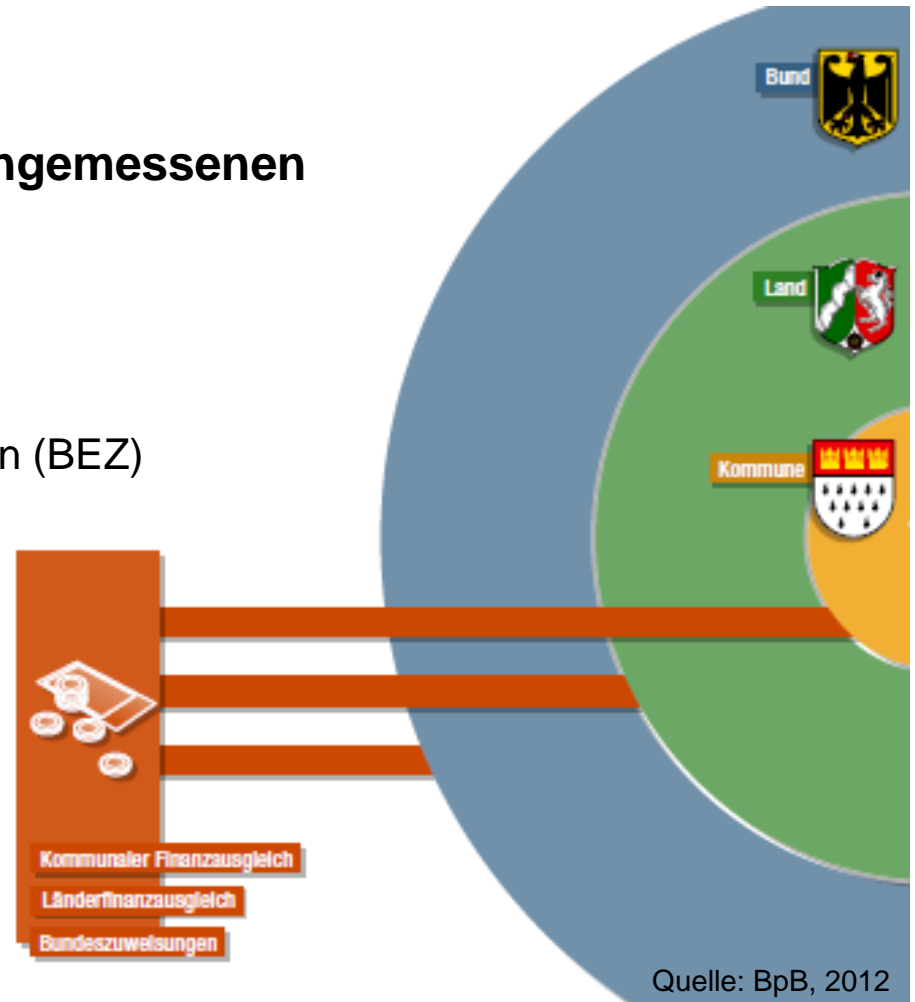 Bund
ngemessenen
Land
n (BEZ)
Kommune
Kommunaler Finanzausgleich
Länderfinanzausgleich
Bundeszuweisungen
Quelle: BpB, 2012